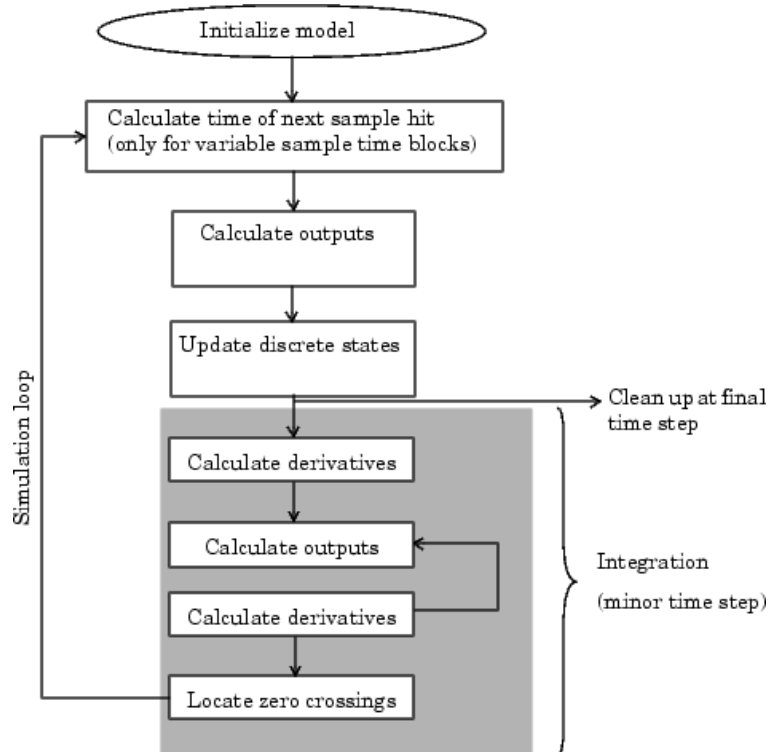 Initialize model
Calculate time of next sample hit
(only for variable sample time blocks)
Calculate outputs
Update discrete states
Clean up at final
time step
Simulation loop
Calculate derivatives
Calculate outputs
Calculate derivatives
Locate zero crossings
Integration
(minor time step)